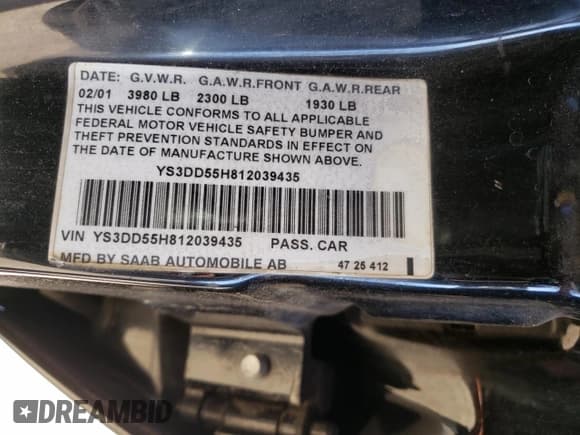 DATE: G.V.W.R. G.A.W.R.FRONT G.A.W.R.REAR
02/01 3980 LB 2300 LB 1930 LB
THIS VEHICLE CONFORMS TO ALL APPLICABLE
FEDERAL MOTOR VEHICLE SAFETY BUMPER AND
THEFT PREVENTION STANDARDS IN EFFECT ON
THE DATE OF MANUFACTURE SHOWN ABOVE.
YS3DD55H812039435
VIN YS3DD55H812039435 PASS. CAR
MFD BY SAAB AUTOMOBILE AB 47 25 412
DREAMBID